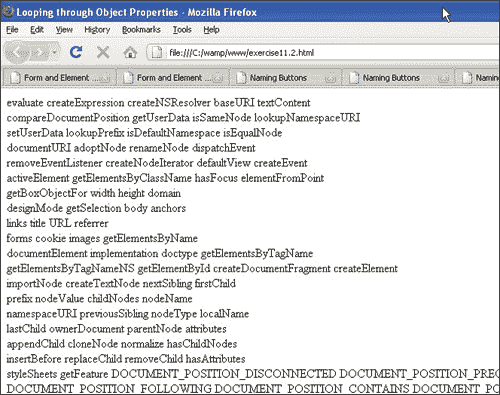 Looping through Object Properties - Mozilla Firefox
File Edit View History Bookmarks Tools Help
file:///C:/wamp/www/exercise11.2.html
Form and Element ... Form and Element ... Naming Buttons Naming Buttons Naming
evaluate createExpression createNSResolver baseURI textContent
compareDocumentPosition getUserData isSameNode lookupNamespaceURI
setUserData lookupPrefix isDefaultNamespace isEqualNode
documentURI adoptNode renameNode dispatchEvent
removeEventListener createNodeIterator defaultView createEvent
activeElement getElementsByClassName hasFocus elementFromPoint
getBoxObjectFor width height domain
designMode getSelection body anchors
links title URL referrer
forms cookie images getElementsByName
documentElement implementation doctype getElementsByTagName
getElementsByTagNameNS getElementById createDocumentFragment createElement
importNode createTextNode nextSibling firstChild
prefix nodeValue childNodes nodeName
namespaceURI previousSibling nodeType localName
lastChild ownerDocument parentNode attributes
appendChild cloneNode normalize hasChildNodes
insertBefore replaceChild removeChild hasAttributes
styleSheets getFeature DOCUMENT_POSITION_DISCONNECTED DOCUMENT_POSITION_PREC
DOCUMENT_POSITION_FOLLOWING DOCUMENT_POSITION_CONTAINS DOCUMENT_PO